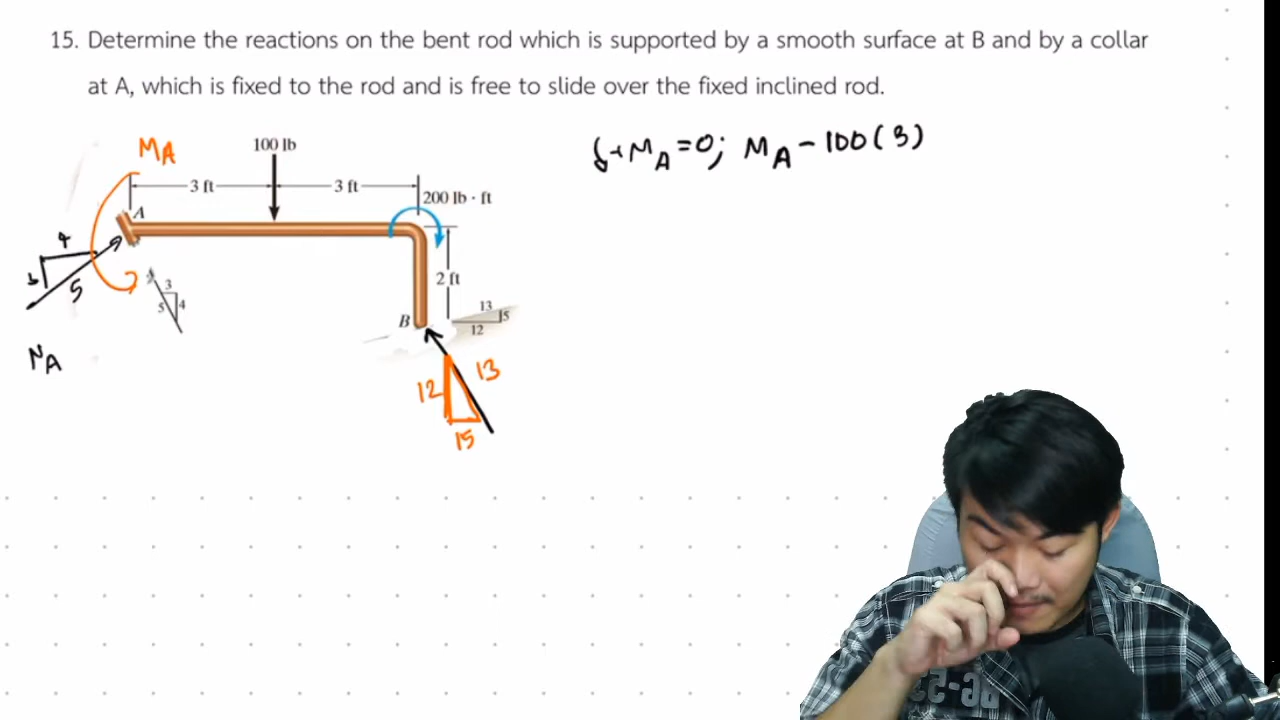 15. Determine the reactions on the bent rod which is supported by a smooth surface at B and by a collar
at A, which is fixed to the rod and is free to slide over the fixed inclined rod.
MA
100 lb
ζ+MA=0; MA-100(3)
3 ft
3 ft
200 lb · ft
A
4
3
5
3
5
4
2 ft
B
13
5
12
NA
12
13
15